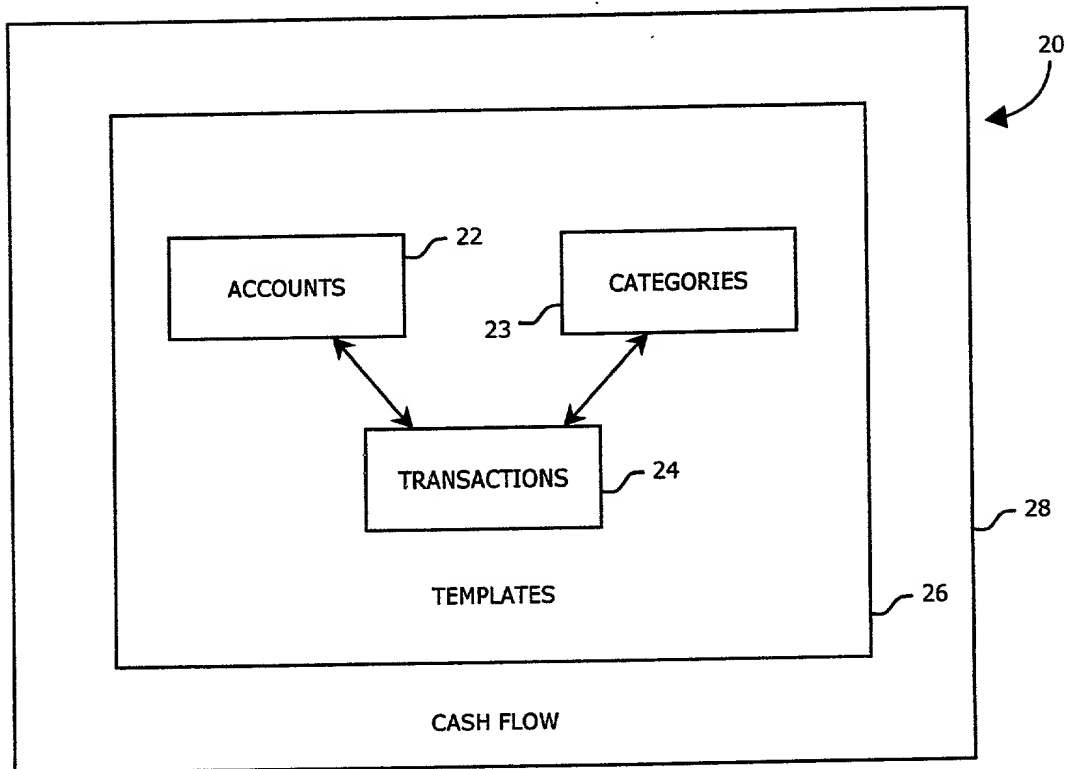 20
22
ACCOUNTS
CATEGORIES
23
TRANSACTIONS
24
28
TEMPLATES
26
CASH FLOW